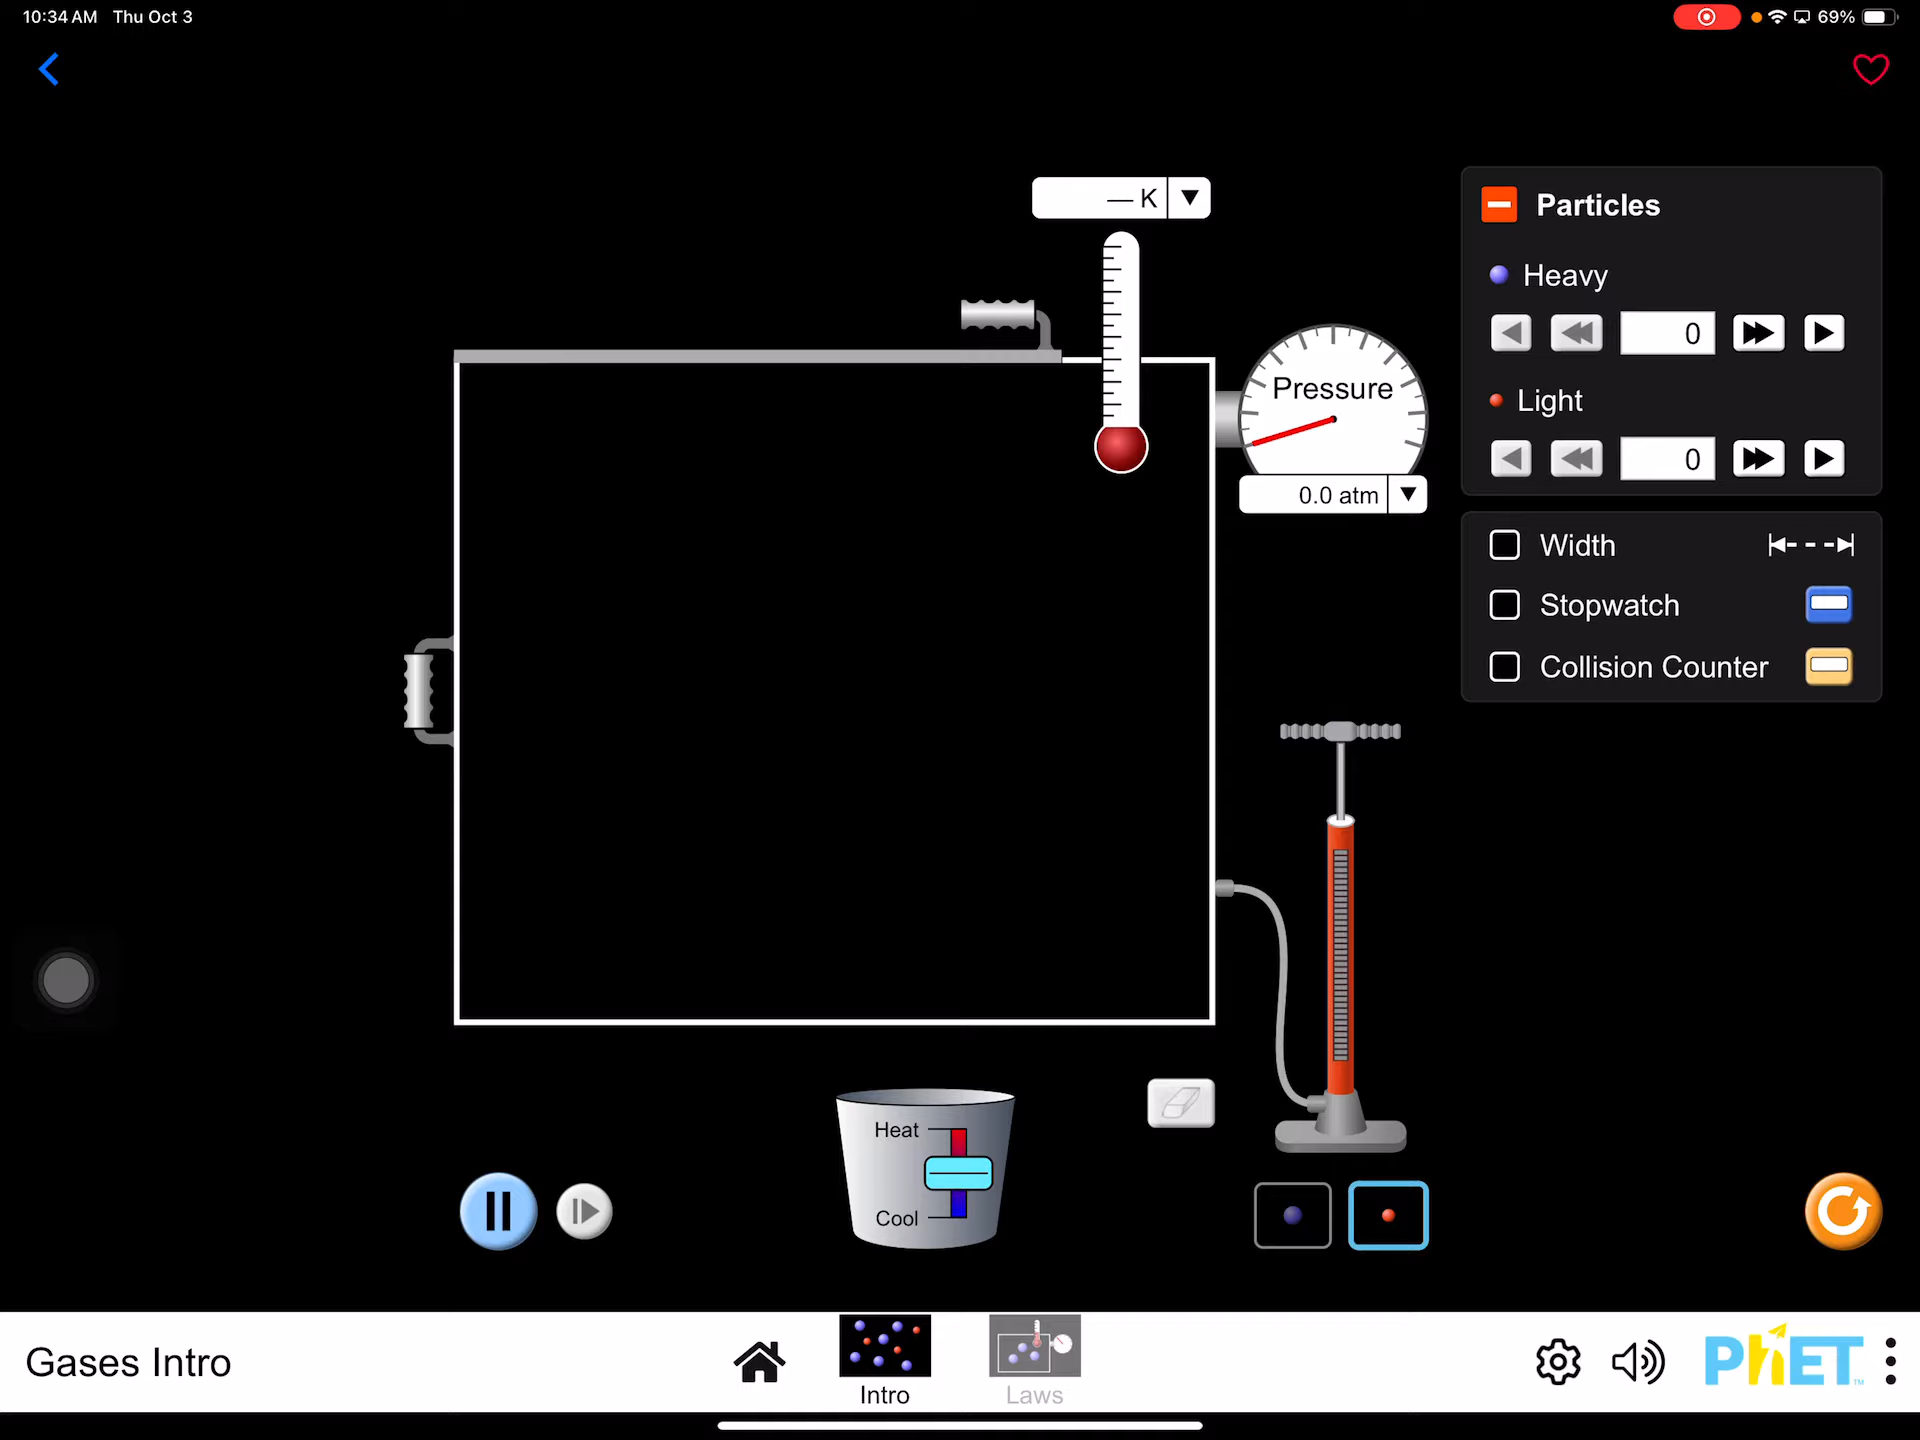 10:34 AM Thu Oct 3
69%
— K
Particles
Heavy
0
Pressure
Light
0
0.0 atm
Width
Stopwatch
Collision Counter
Heat
Cool
Gases Intro
Intro
Laws
PhET™